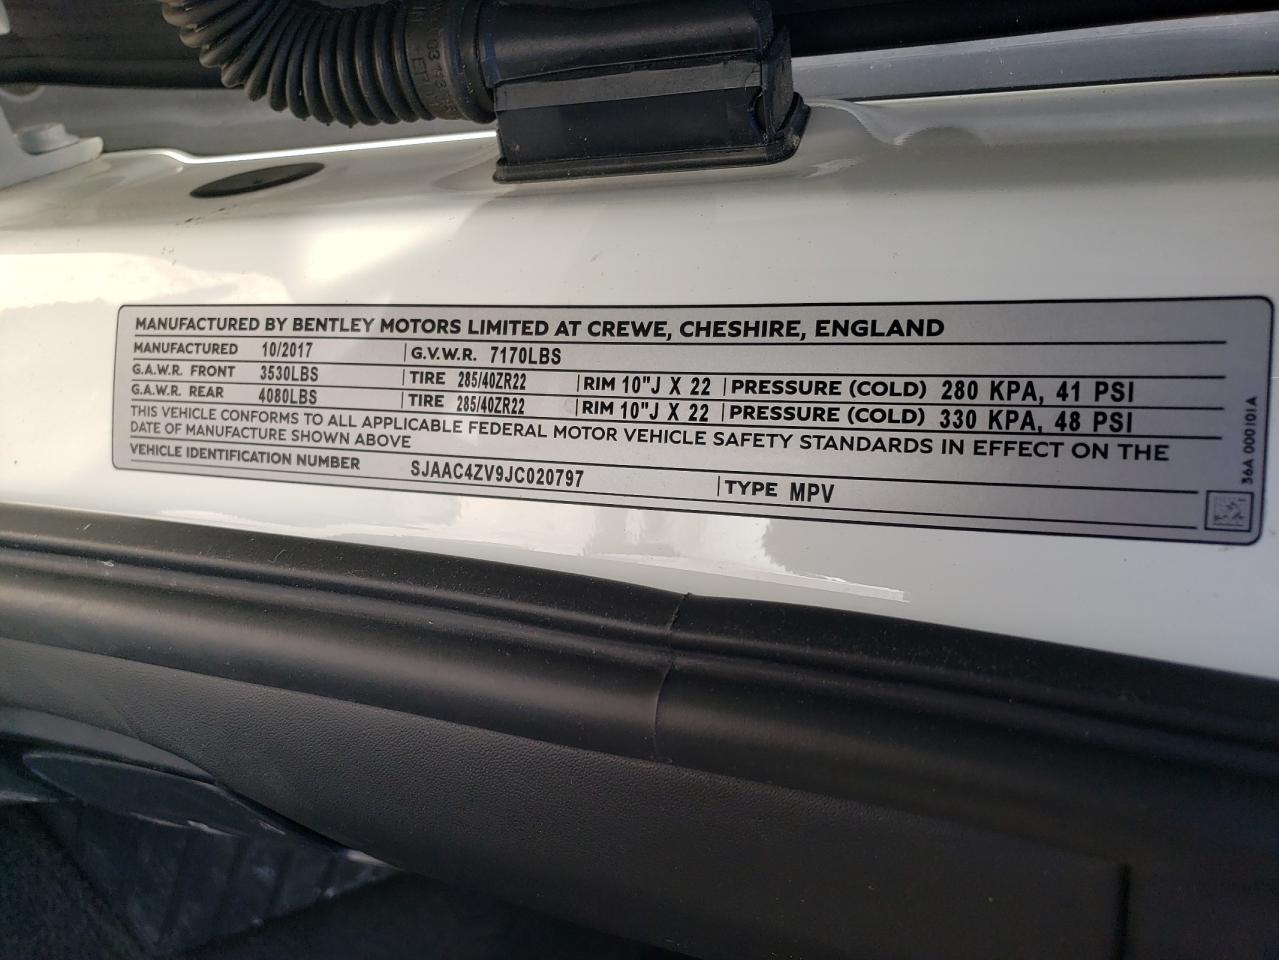 MANUFACTURED BY BENTLEY MOTORS LIMITED AT CREWE, CHESHIRE, ENGLAND
MANUFACTURED 10/2017 G.V.W.R. 7170LBS
G.A.W.R. FRONT 3530LBS TIRE 285/40ZR22 RIM 10"J X 22 PRESSURE (COLD) 280 KPA, 41 PSI
G.A.W.R. REAR 4080LBS TIRE 285/40ZR22 RIM 10"J X 22 PRESSURE (COLD) 330 KPA, 48 PSI
THIS VEHICLE CONFORMS TO ALL APPLICABLE FEDERAL MOTOR VEHICLE SAFETY STANDARDS IN EFFECT ON THE
DATE OF MANUFACTURE SHOWN ABOVE
VEHICLE IDENTIFICATION NUMBER SJAAC4ZV9JC020797 TYPE MPV
36A 000101A